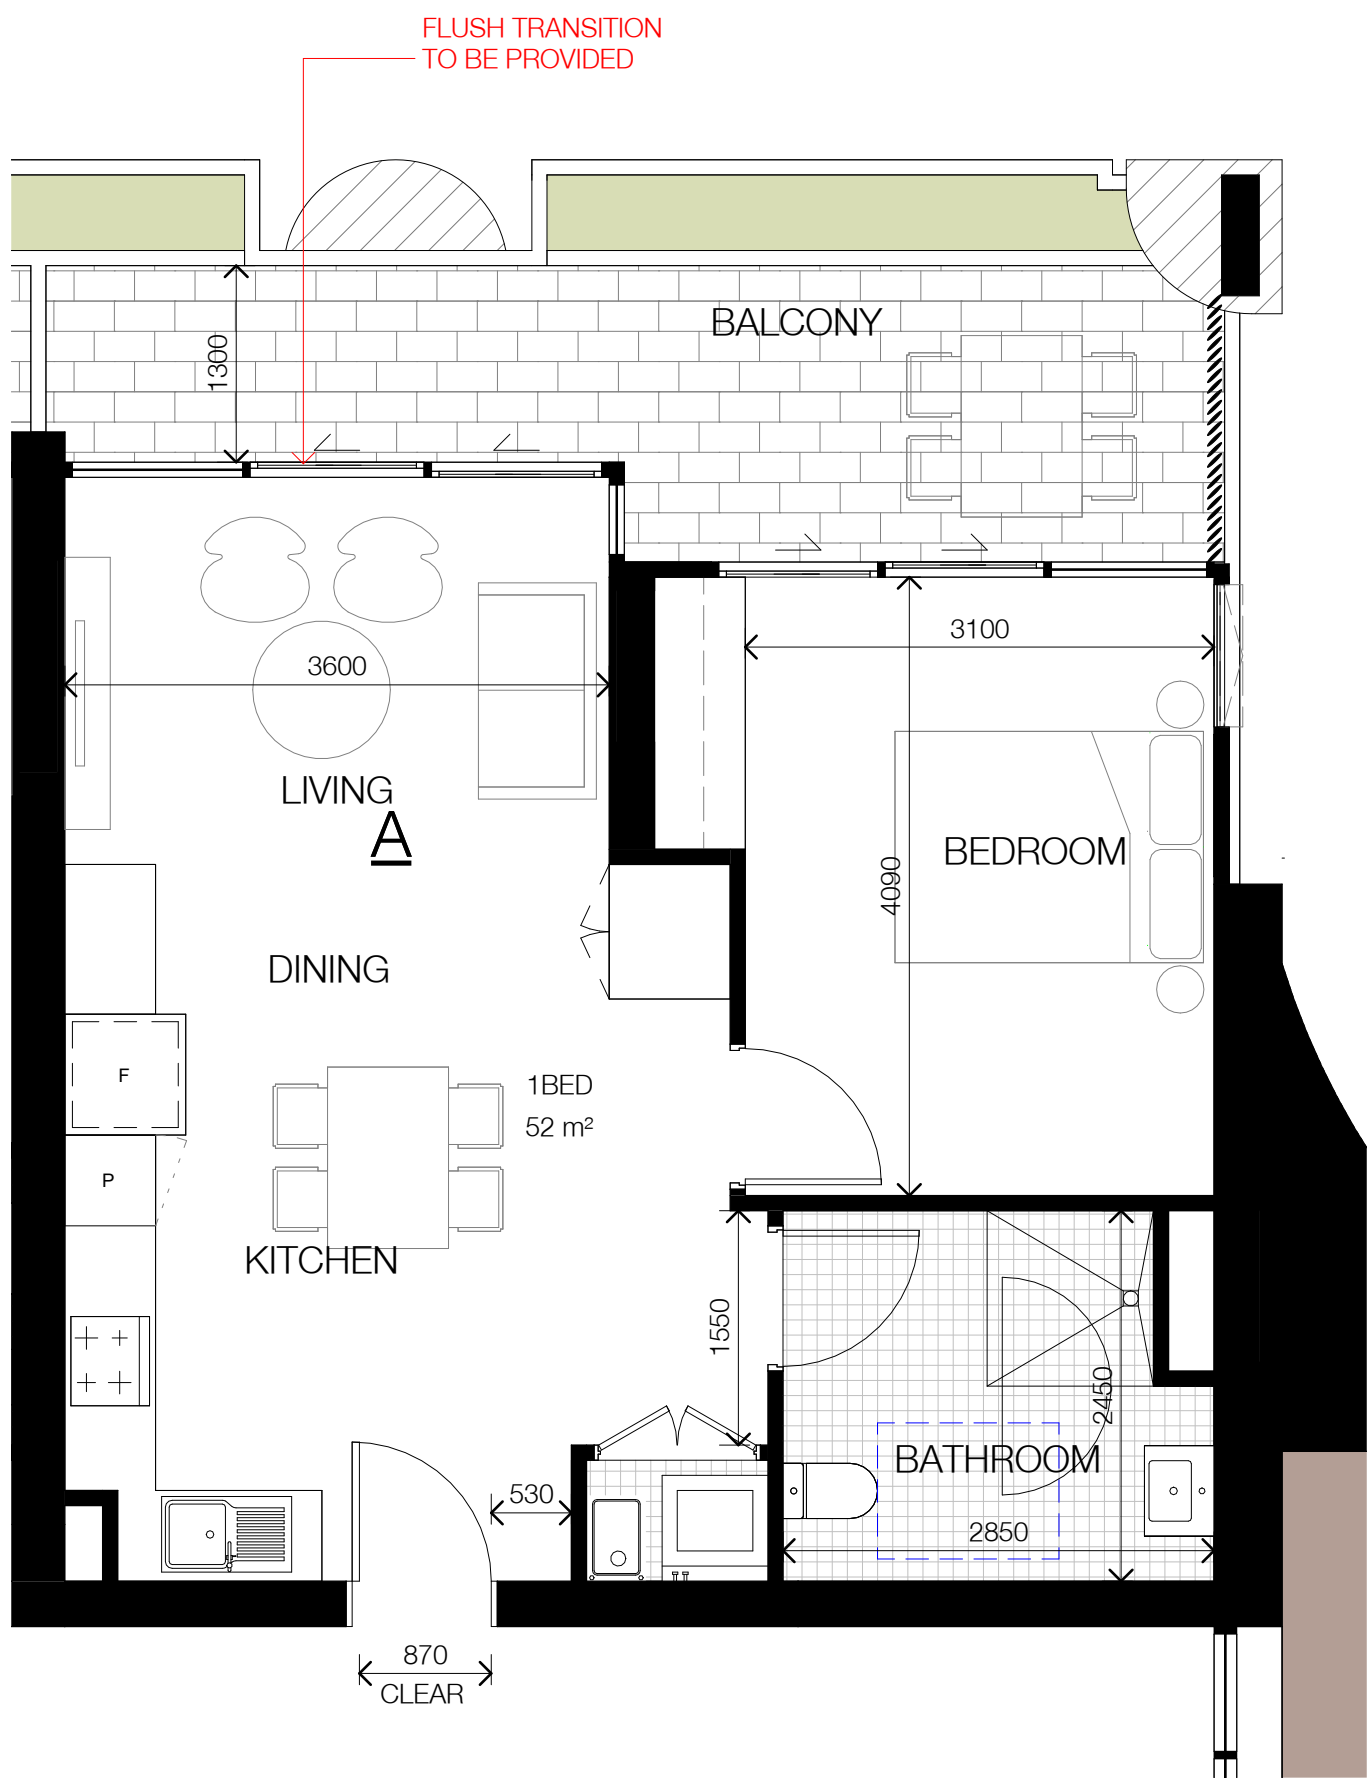 FLUSH TRANSITION
TO BE PROVIDED
BALCONY
1300
3100
3600
LIVING
A
BEDROOM
4090
DINING
F
1BED
52 m²
P
KITCHEN
1550
2450
BATHROOM
530
2850
870
CLEAR